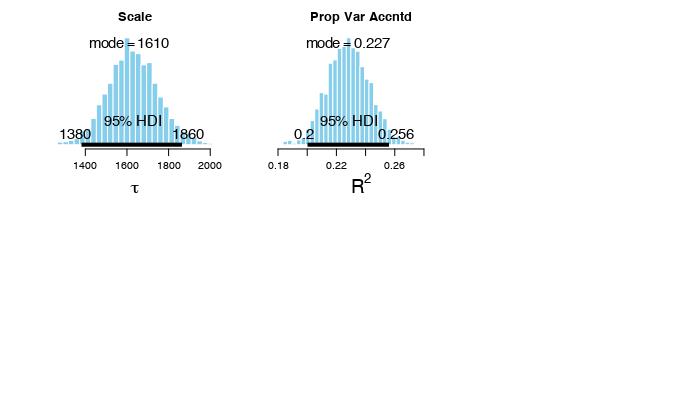 Scale
mode = 1610
95% HDI
1380 1860
1400 1600 1800 2000
τ
Prop Var Accntd
mode = 0.227
95% HDI
0.2 0.256
0.18 0.22 0.26
R²